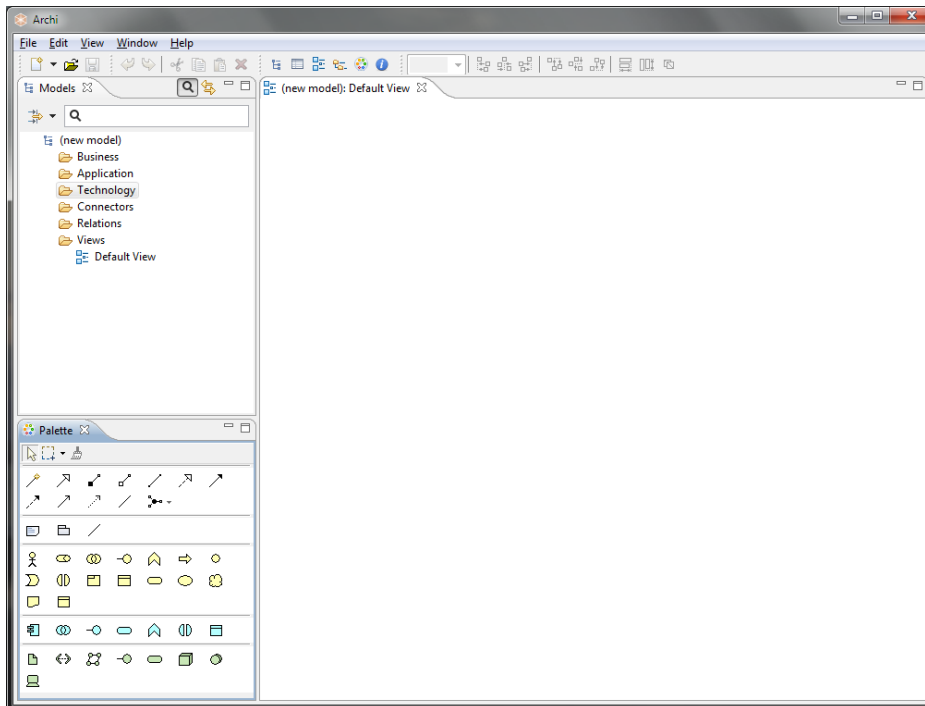 Archi
File Edit View Window Help
Models
(new model): Default View
(new model)
Business
Application
Technology
Connectors
Relations
Views
Default View
Palette